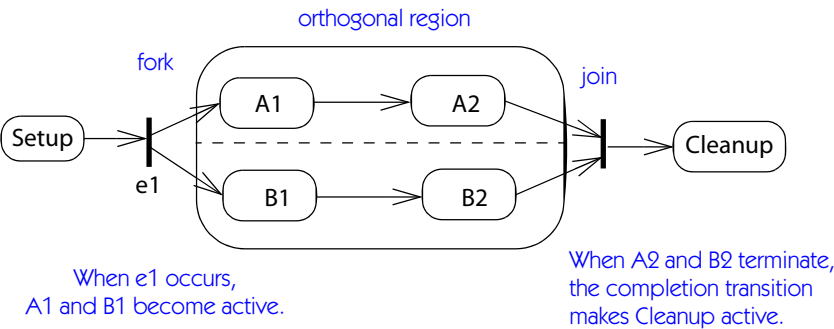 orthogonal region
fork
join
A1
A2
Setup
Cleanup
e1
B1
B2
When e1 occurs,
A1 and B1 become active.
When A2 and B2 terminate,
the completion transition
makes Cleanup active.